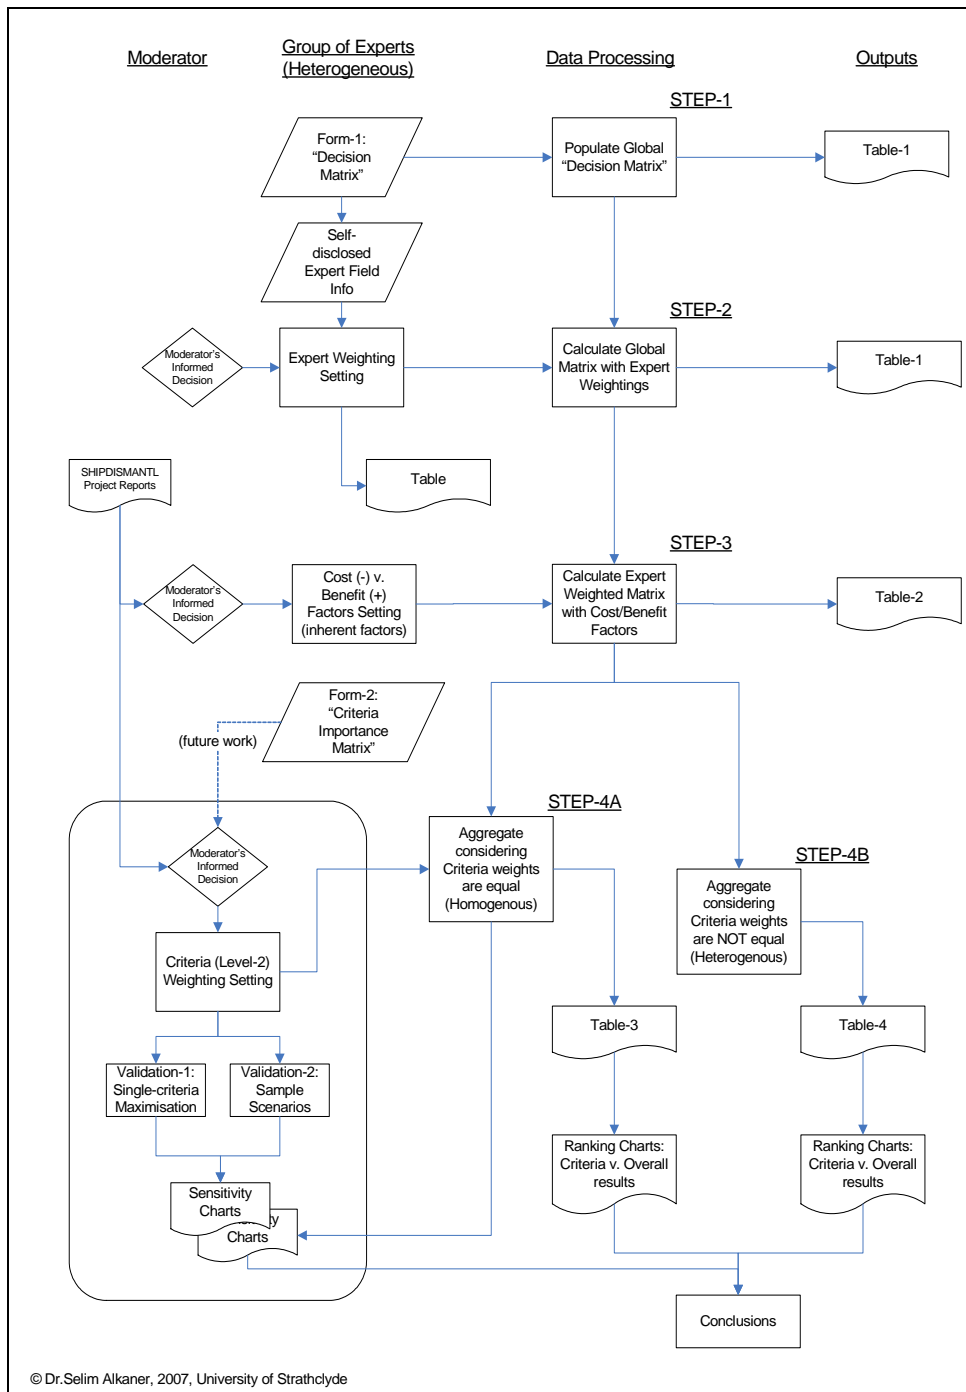 Moderator
Group of Experts
(Heterogeneous)
Data Processing
Outputs
STEP-1
Form-1:
“Decision
Matrix”
Populate Global
“Decision Matrix”
Table-1
Self-
disclosed
Expert Field
Info
STEP-2
Moderator’s
Informed
Decision
Expert Weighting
Setting
Calculate Global
Matrix with Expert
Weightings
Table-1
SHIPDISMANTL
Project Reports
Table
STEP-3
Moderator’s
Informed
Decision
Cost (-) v.
Benefit (+)
Factors Setting
(inherent factors)
Calculate Expert
Weighted Matrix
with Cost/Benefit
Factors
Table-2
Form-2:
“Criteria
Importance
Matrix”
(future work)
STEP-4A
Moderator’s
Informed
Decision
Aggregate
considering
Criteria weights
are equal
(Homogenous)
STEP-4B
Aggregate
considering
Criteria weights
are NOT equal
(Heterogenous)
Criteria (Level-2)
Weighting Setting
Table-3
Table-4
Validation-1:
Single-criteria
Maximisation
Validation-2:
Sample
Scenarios
Ranking Charts:
Criteria v. Overall
results
Ranking Charts:
Criteria v. Overall
results
Sensitivity
Charts
Charts
Conclusions
© Dr.Selim Alkaner, 2007, University of Strathclyde